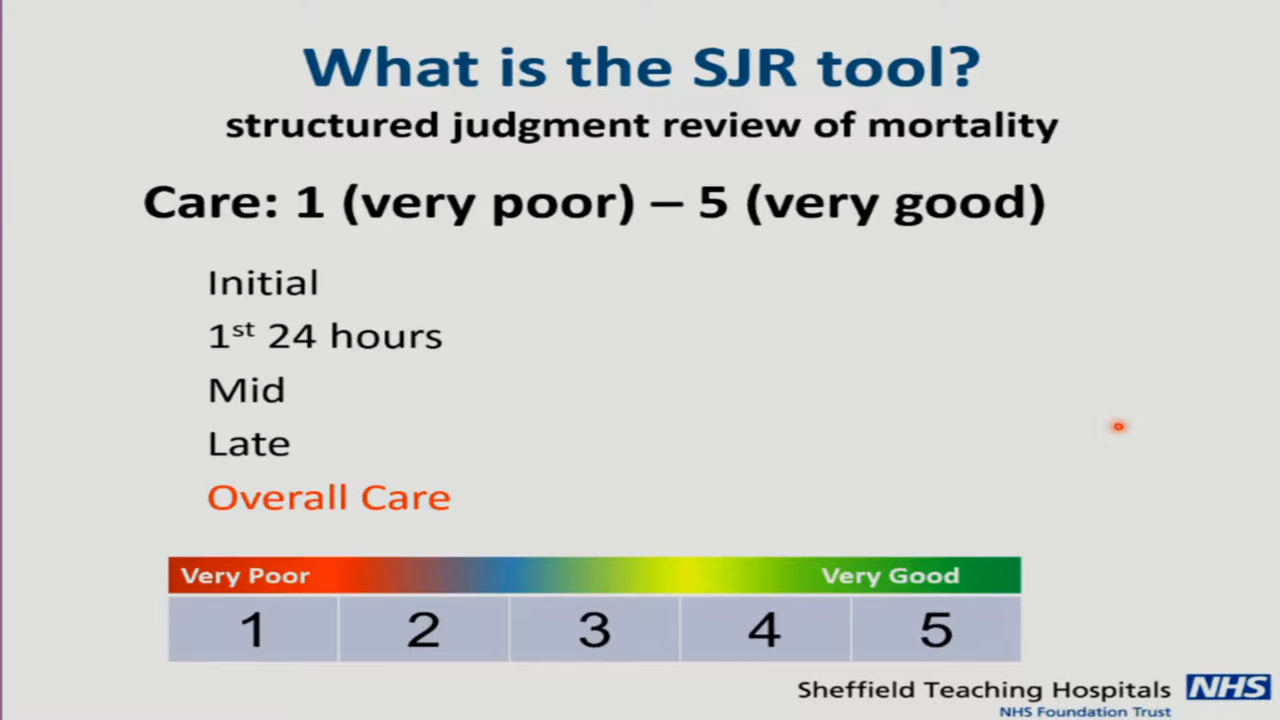 What is the SJR tool?
structured judgment review of mortality
Care: 1 (very poor) – 5 (very good)
Initial
1st 24 hours
Mid
Late
Overall Care
Very Poor Very Good
1 2 3 4 5
Sheffield Teaching Hospitals NHS
NHS Foundation Trust